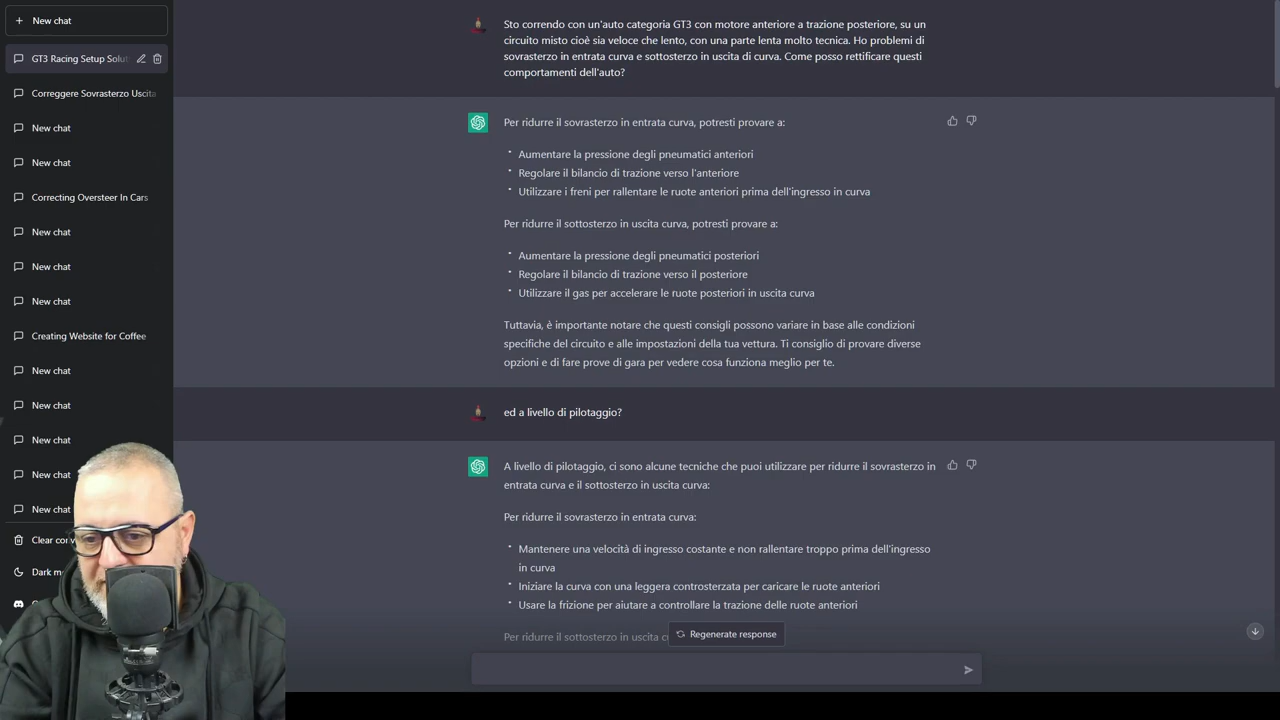 New chat
GT3 Racing Setup Solut
Correggere Sovrasterzo Uscita
New chat
New chat
Correcting Oversteer In Cars
New chat
New chat
New chat
Creating Website for Coffee
New chat
New chat
New chat
New chat
New chat
Clear conv
Dark m
Sto correndo con un'auto categoria GT3 con motore anteriore a trazione posteriore, su un
circuito misto cioè sia veloce che lento, con una parte lenta molto tecnica. Ho problemi di
sovrasterzo in entrata curva e sottosterzo in uscita di curva. Come posso rettificare questi
comportamenti dell'auto?
Per ridurre il sovrasterzo in entrata curva, potresti provare a:
• Aumentare la pressione degli pneumatici anteriori
• Regolare il bilancio di trazione verso l'anteriore
• Utilizzare i freni per rallentare le ruote anteriori prima dell'ingresso in curva
Per ridurre il sottosterzo in uscita curva, potresti provare a:
• Aumentare la pressione degli pneumatici posteriori
• Regolare il bilancio di trazione verso il posteriore
• Utilizzare il gas per accelerare le ruote posteriori in uscita curva
Tuttavia, è importante notare che questi consigli possono variare in base alle condizioni
specifiche del circuito e alle impostazioni della tua vettura. Ti consiglio di provare diverse
opzioni e di fare prove di gara per vedere cosa funziona meglio per te.
ed a livello di pilotaggio?
A livello di pilotaggio, ci sono alcune tecniche che puoi utilizzare per ridurre il sovrasterzo in
entrata curva e il sottosterzo in uscita curva:
Per ridurre il sovrasterzo in entrata curva:
• Mantenere una velocità di ingresso costante e non rallentare troppo prima dell'ingresso
in curva
• Iniziare la curva con una leggera controsterzata per caricare le ruote anteriori
• Usare la frizione per aiutare a controllare la trazione delle ruote anteriori
Per ridurre il sottosterzo in uscita cu
Regenerate response